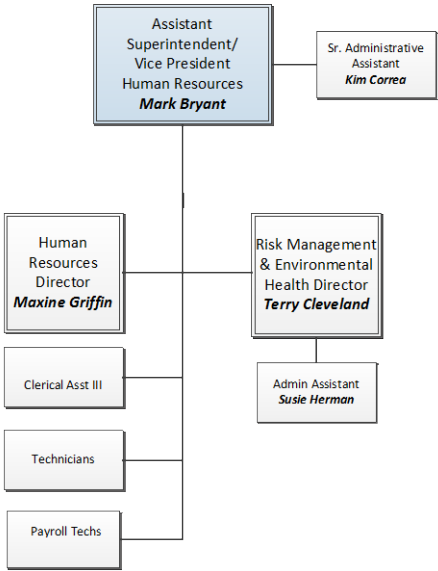 Assistant
Superintendent/
Vice President
Human Resources
Mark Bryant
Sr. Administrative
Assistant
Kim Correa
Human
Resources
Director
Maxine Griffin
Risk Management
& Environmental
Health Director
Terry Cleveland
Clerical Asst III
Admin Assistant
Susie Herman
Technicians
Payroll Techs